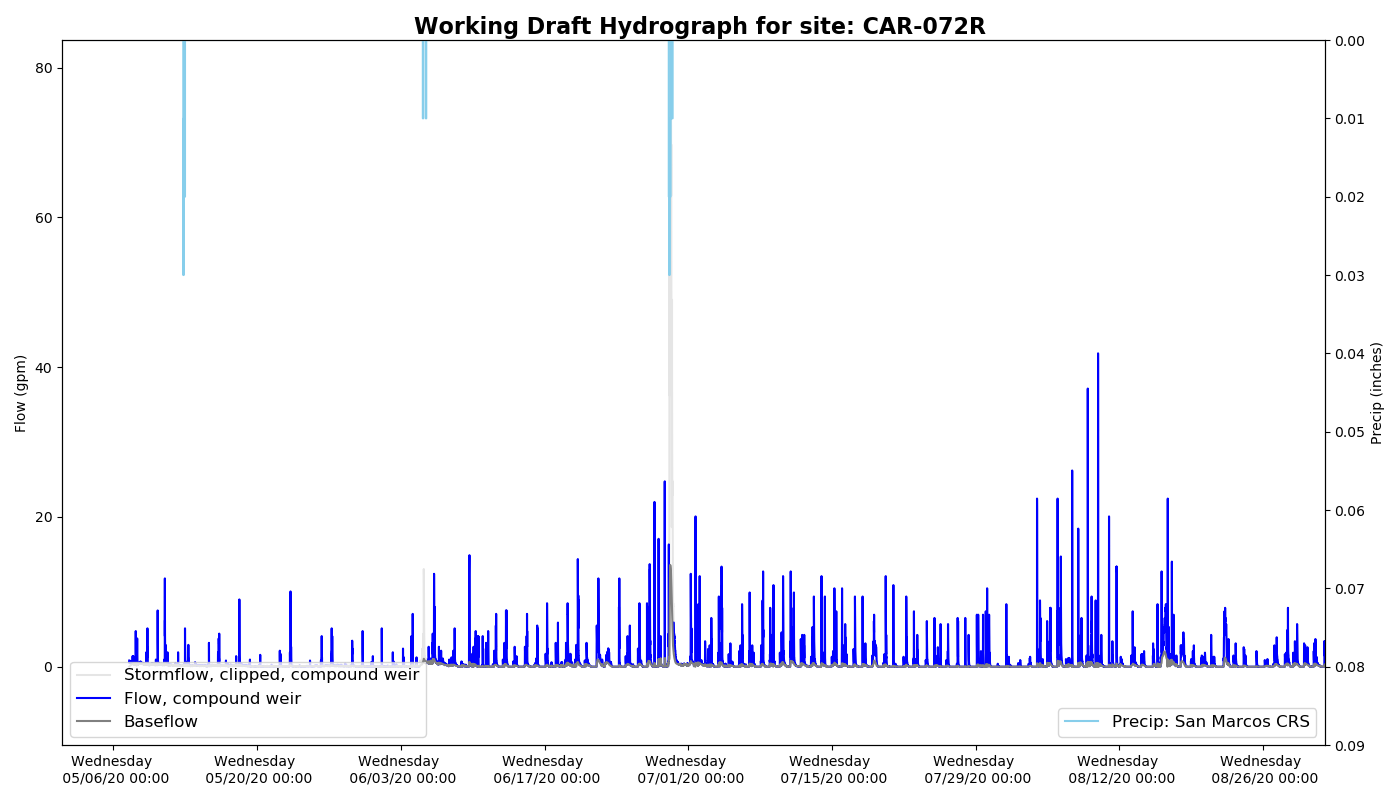 Working Draft Hydrograph for site: CAR-072R
80
60
40
20
0
Flow (gpm)
0.00
0.01
0.02
0.03
0.04
0.05
0.06
0.07
0.08
0.09
Precip (inches)
Stormflow, clipped, compound weir
Flow, compound weir
Baseflow
Precip: San Marcos CRS
Wednesday
05/06/20 00:00
Wednesday
05/20/20 00:00
Wednesday
06/03/20 00:00
Wednesday
06/17/20 00:00
Wednesday
07/01/20 00:00
Wednesday
07/15/20 00:00
Wednesday
07/29/20 00:00
Wednesday
08/12/20 00:00
Wednesday
08/26/20 00:00